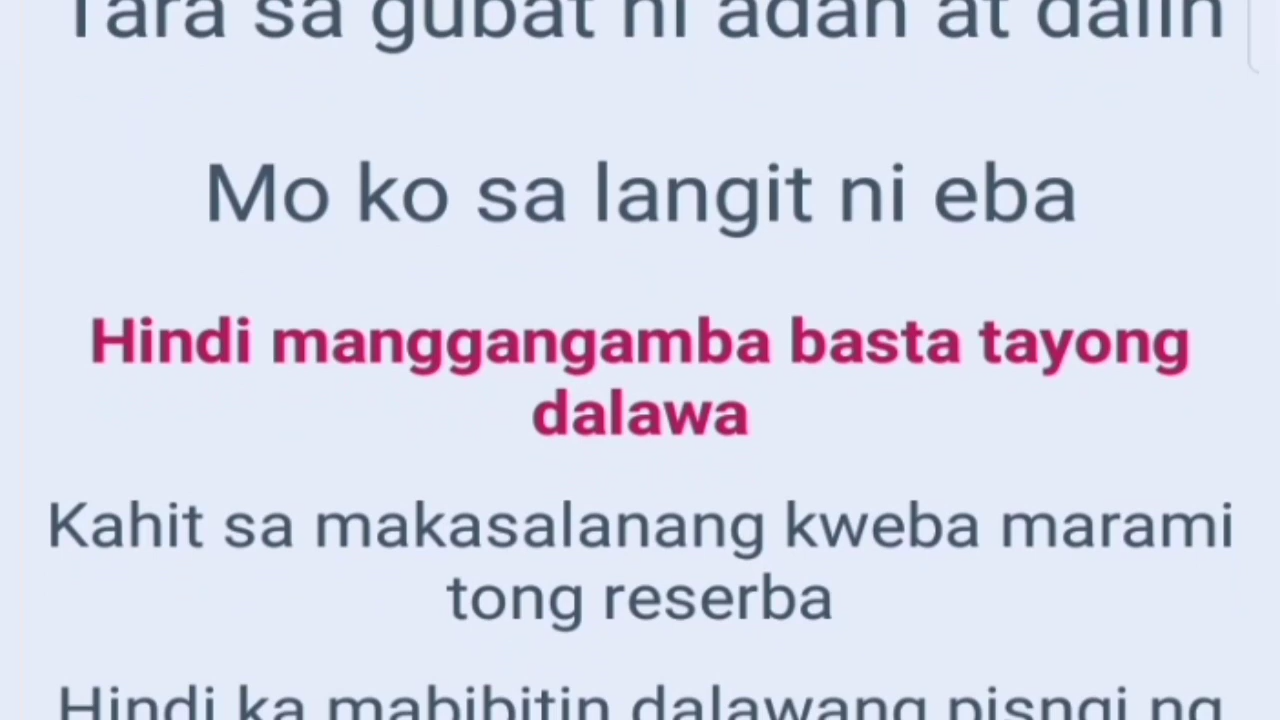 Tara sa gubat ni adan at dalin
Mo ko sa langit ni eba
Hindi manggangamba basta tayong
dalawa
Kahit sa makasalanang kweba marami
tong reserba
Hindi ka mabibitin dalawang pisngi ng